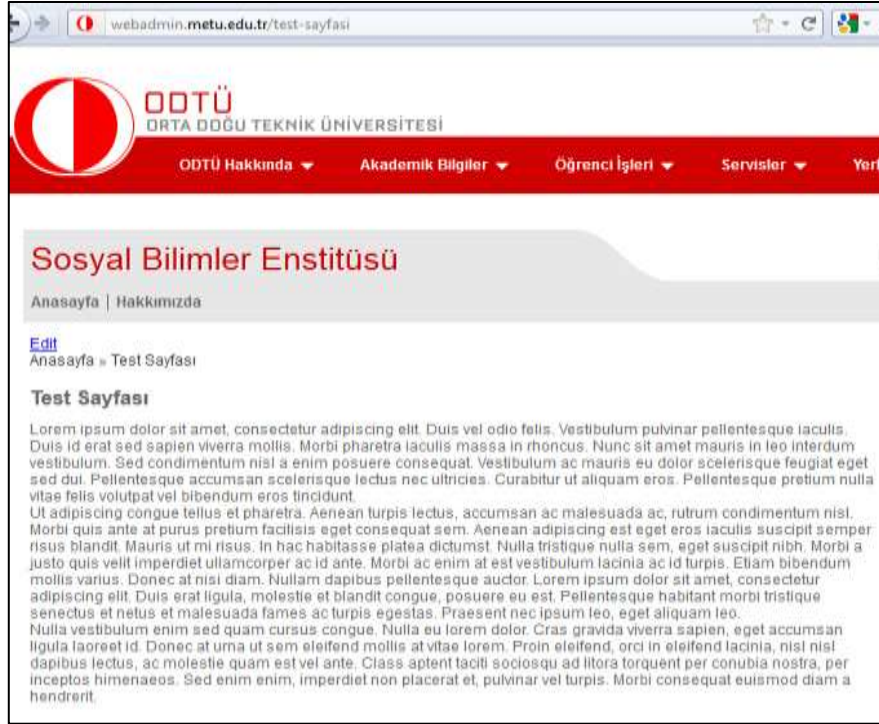 webadmin.metu.edu.tr/test-sayfasi
ODTÜ
ORTA DOĞU TEKNİK ÜNİVERSİTESİ
ODTÜ Hakkında Akademik Bilgiler Öğrenci İşleri Servisler Yerl
Sosyal Bilimler Enstitüsü
Anasayfa | Hakkımızda
Edit
Anasayfa » Test Sayfası
Test Sayfası
Lorem ipsum dolor sit amet, consectetur adipiscing elit. Duis vel odio felis. Vestibulum pulvinar pellentesque iaculis.
Duis id erat sed sapien viverra mollis. Morbi pharetra iaculis massa in rhoncus. Nunc sit amet mauris in leo interdum
vestibulum. Sed condimentum nisl a enim posuere consequat. Vestibulum ac mauris eu dolor scelerisque feugiat eget
sed dui. Pellentesque accumsan scelerisque lectus nec ultricies. Curabitur ut aliquam eros. Pellentesque pretium nulla
vitae felis volutpat vel bibendum eros tincidunt.
Ut adipiscing congue tellus et pharetra. Aenean turpis lectus, accumsan ac malesuada ac, rutrum condimentum nisl.
Morbi quis ante at purus pretium facilisis eget consequat sem. Aenean adipiscing est eget eros iaculis suscipit semper
risus blandit. Mauris ut mi risus. In hac habitasse platea dictumst. Nulla tristique nulla sem, eget suscipit nibh. Morbi a
justo quis velit imperdiet ullamcorper ac id ante. Morbi ac enim at est vestibulum lacinia ac id turpis. Etiam bibendum
mollis varius. Donec at nisi diam. Nullam dapibus pellentesque auctor. Lorem ipsum dolor sit amet, consectetur
adipiscing elit. Duis erat ligula, molestie et blandit congue, posuere eu est. Pellentesque habitant morbi tristique
senectus et netus et malesuada fames ac turpis egestas. Praesent nec ipsum leo, eget aliquam leo.
Nulla vestibulum enim sed quam cursus congue. Nulla eu lorem dolor. Cras gravida viverra sapien, eget accumsan
ligula laoreet id. Donec at urna ut sem eleifend mollis at vitae lorem. Proin eleifend, orci in eleifend lacinia, nisl nisl
dapibus lectus, ac molestie quam est vel ante. Class aptent taciti sociosqu ad litora torquent per conubia nostra, per
inceptos himenaeos. Sed enim enim, imperdiet non placerat et, pulvinar vel turpis. Morbi consequat euismod diam a
hendrerit.